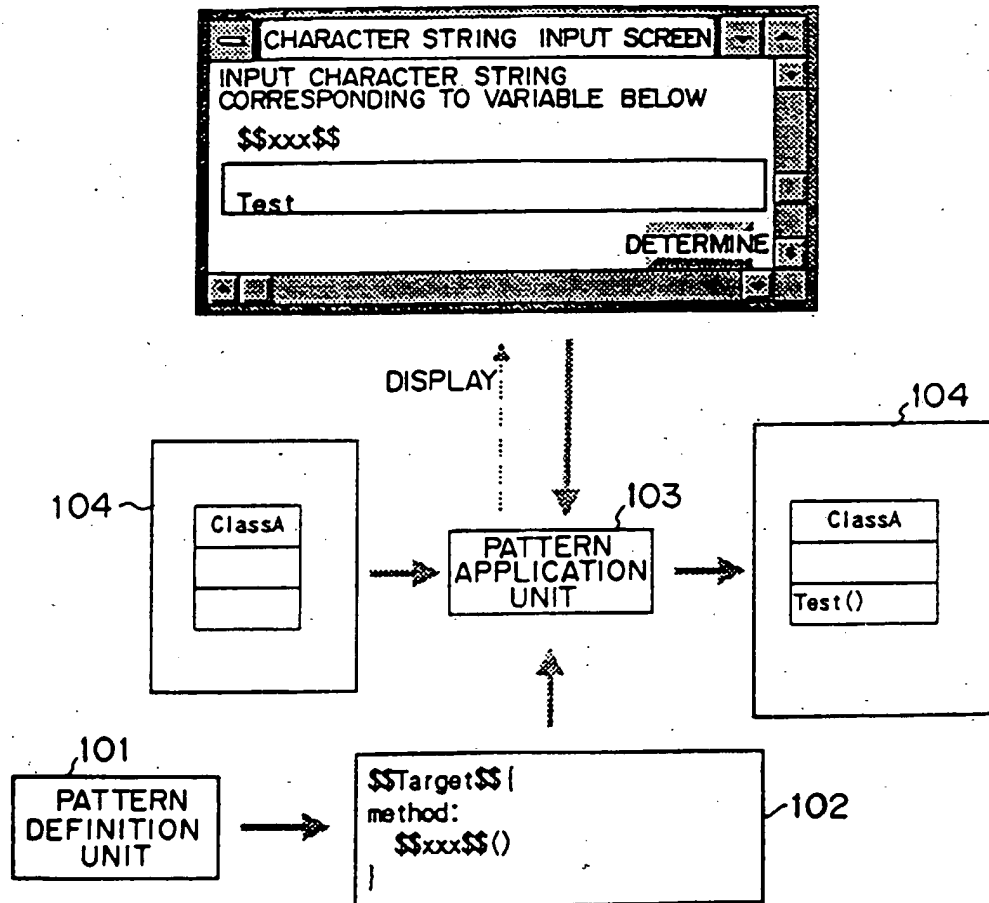 CHARACTER STRING INPUT SCREEN
INPUT CHARACTER STRING
CORRESPONDING TO VARIABLE BELOW
$$xxx$$
Test
DETERMINE
DISPLAY
104
ClassA
103
PATTERN
APPLICATION
UNIT
104
ClassA
Test()
101
PATTERN
DEFINITION
UNIT
$$Target$${
method:
$$xxx$$()
}
102